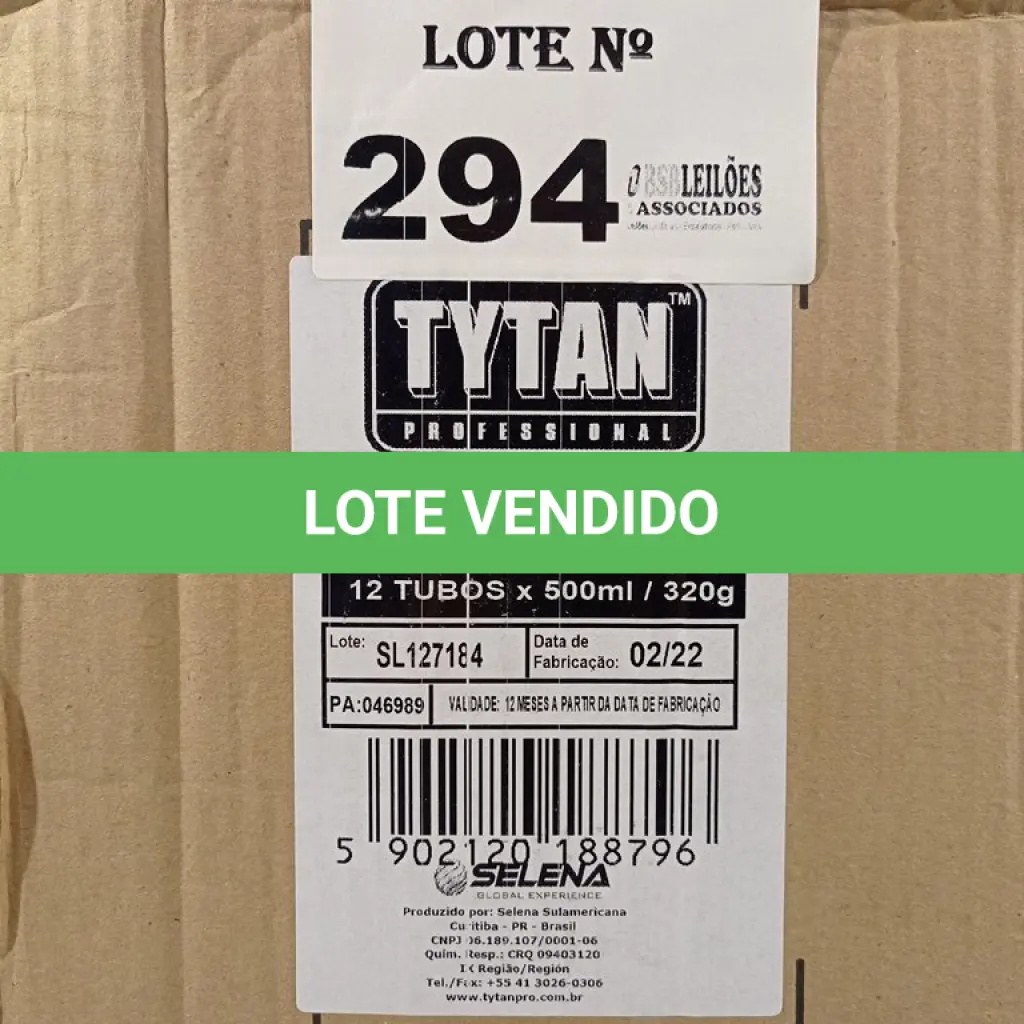 LOTE Nº
294
LEILÕES
ASSOCIADOS
TYTAN™
PROFESSIONAL
LOTE VENDIDO
12 TUBOS x 500ml / 320g
Lote: SL127184
Data de Fabricação: 02/22
PA:046989
VALIDADE: 12 MESES A PARTIR DA DATA DE FABRICAÇÃO
5 902120 188796
SELENA
GLOBAL EXPERIENCE
Produzido por: Selena Sulamericana
Curitiba - PR - Brasil
CNPJ 06.189.107/0001-06
Quím. Resp.: CRQ 09403120
IX Região/Región
Tel./Fax: +55 41 3026-0306
www.tytanpro.com.br